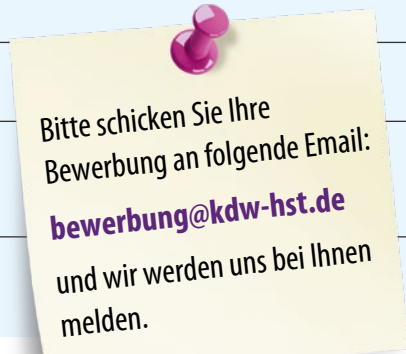 Bitte schicken Sie Ihre
Bewerbung an folgende Email:
bewerbung@kdw-hst.de
und wir werden uns bei Ihnen
melden.